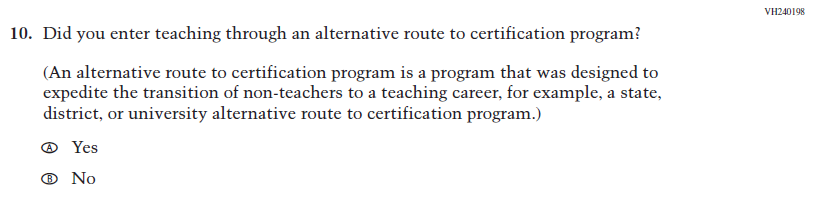 VH240198
10. Did you enter teaching through an alternative route to certification program?
(An alternative route to certification program is a program that was designed to
expedite the transition of non-teachers to a teaching career, for example, a state,
district, or university alternative route to certification program.)
Ⓐ Yes
Ⓑ No